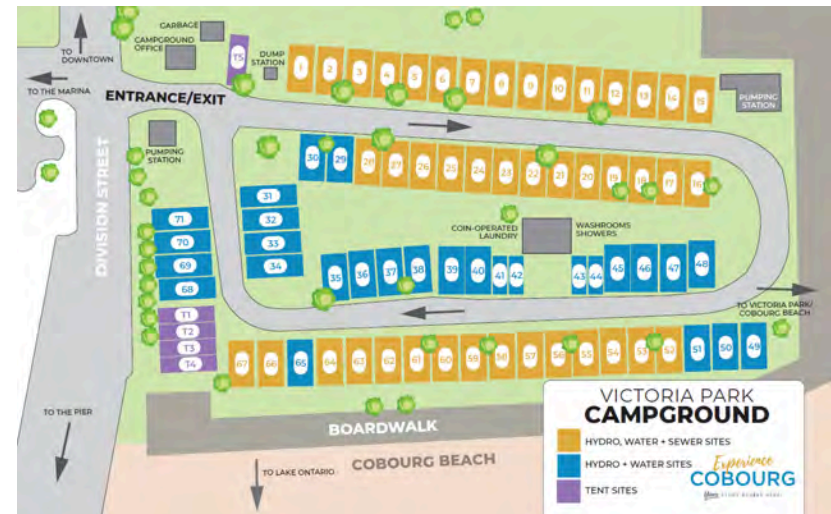 GARBAGE
CAMPGROUND
OFFICE
T5
DUMP
STATION
TO
DOWNTOWN
TO THE MARINA
ENTRANCE/EXIT
1 2 3 4 5 6 7 8 9 10 11 12 13 14 15
PUMPING
STATION
PUMPING
STATION
30 29 28 27 26 25 24 23 22 21 20 19 18 17 16
31
32
33
34
71
70
69
68
T1
T2
T3
T4
DIVISION STREET
COIN-OPERATED
LAUNDRY
WASHROOMS
SHOWERS
35 36 37 38 39 40 41 42 43 44 45 46 47 48
TO VICTORIA PARK/
COBOURG BEACH
67 66 65 64 63 62 61 60 59 58 57 56 55 54 53 52 51 50 49
TO THE PIER
BOARDWALK
TO LAKE ONTARIO
COBOURG BEACH
VICTORIA PARK
CAMPGROUND
HYDRO, WATER + SEWER SITES
HYDRO + WATER SITES
TENT SITES
Experience
COBOURG